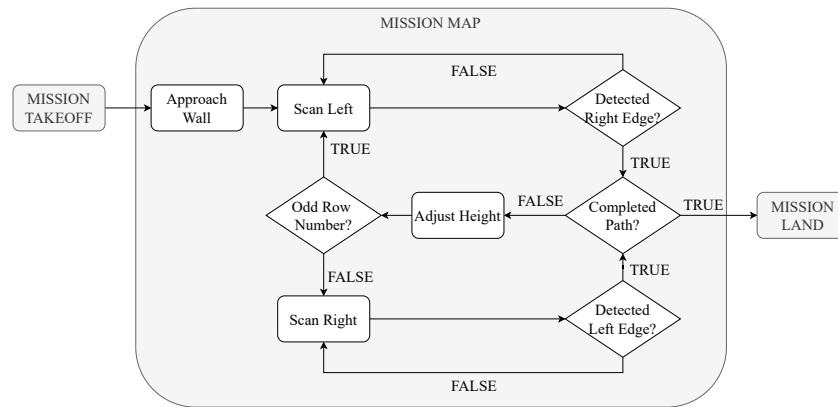 MISSION MAP
FALSE
MISSION
TAKEOFF
Approach
Wall
Scan Left
Detected
Right Edge?
TRUE
TRUE
Odd Row
Number?
Adjust Height
FALSE
Completed
Path?
TRUE
MISSION
LAND
FALSE
TRUE
Scan Right
Detected
Left Edge?
FALSE